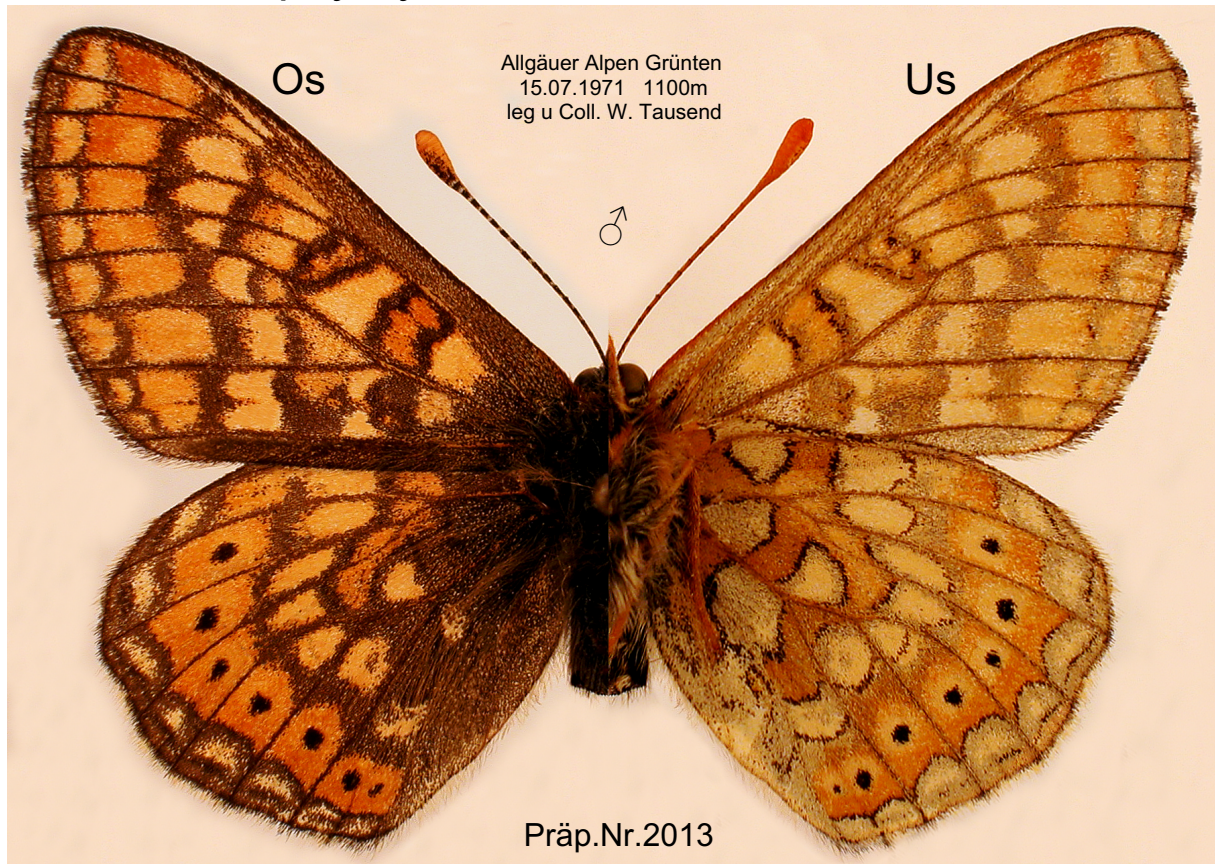 Os
Allgäuer Alpen Grünten
15.07.1971 1100m
leg u Coll. W. Tausend
Us
♂
Präp.Nr.2013